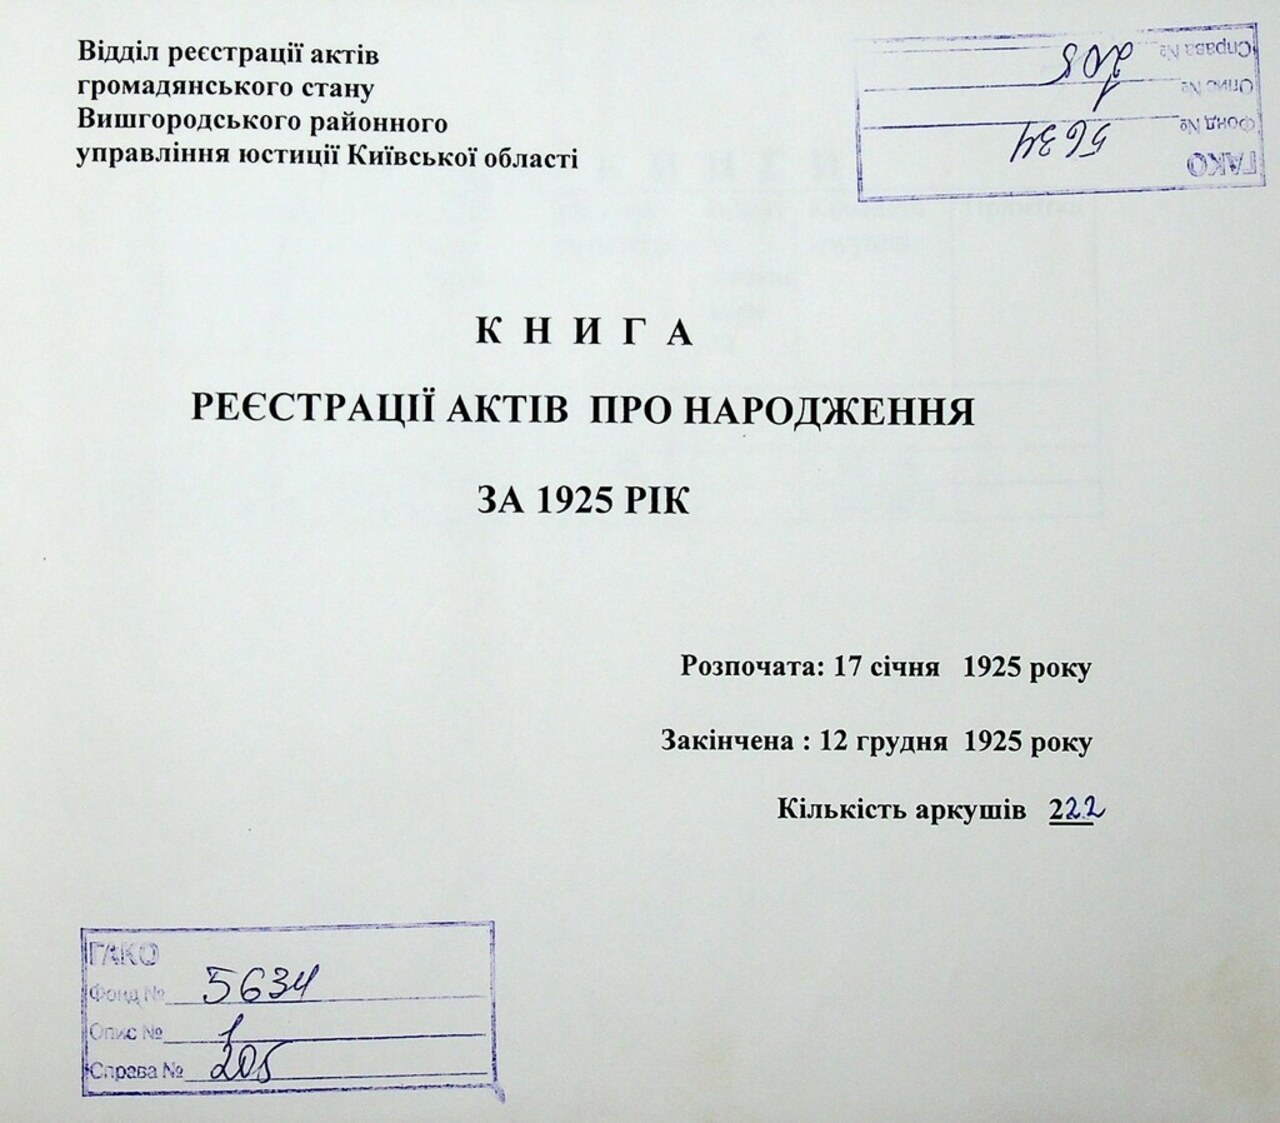 Відділ реєстрації актів
громадянського стану
Вишгородського районного
управління юстиції Київської області
ГАКО
Фонд № 5634
Опис № 1
Справа № 205
К Н И Г А
РЕЄСТРАЦІЇ АКТІВ ПРО НАРОДЖЕННЯ
ЗА 1925 РІК
Розпочата: 17 січня 1925 року
Закінчена : 12 грудня 1925 року
Кількість аркушів 222
ГАКО
Фонд № 5634
Опис № 1
Справа № 205